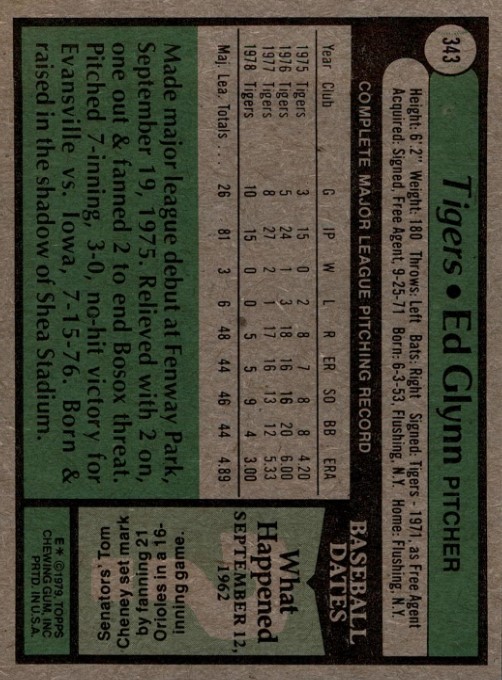 343
Tigers • Ed Glynn PITCHER
Height: 6'2" Weight: 180 Throws: Left Bats: Right Signed: Tigers - 1971, as Free Agent
Acquired: Signed, Free Agent, 9-25-71 Born: 6-3-53, Flushing, N.Y. Home: Flushing, N.Y.
COMPLETE MAJOR LEAGUE PITCHING RECORD
Year Club G IP W L R ER SO BB ERA
1975 Tigers 3 15 0 2 8 7 8 8 4.20
1976 Tigers 5 24 1 3 18 16 16 20 6.00
1977 Tigers 8 27 2 1 17 16 13 12 5.33
1978 Tigers 10 15 0 0 5 5 9 4 3.00
Maj. Lea. Totals . . . . 26 81 3 6 48 44 46 44 4.89
Made major league debut at Fenway Park,
September 19, 1975. Relieved with 2 on,
one out & fanned 2 to end Bosox threat.
Pitched 7-inning, 3-0, no-hit victory for
Evansville vs. Iowa, 7-15-76. Born &
raised in the shadow of Shea Stadium.
BASEBALL
DATES
What
Happened
SEPTEMBER 12,
1962
Senators' Tom
Cheney set mark
by fanning 21
Orioles in a 16-
inning game.
E* © 1979, TOPPS
CHEWING GUM, INC
PRTD. IN U.S.A.